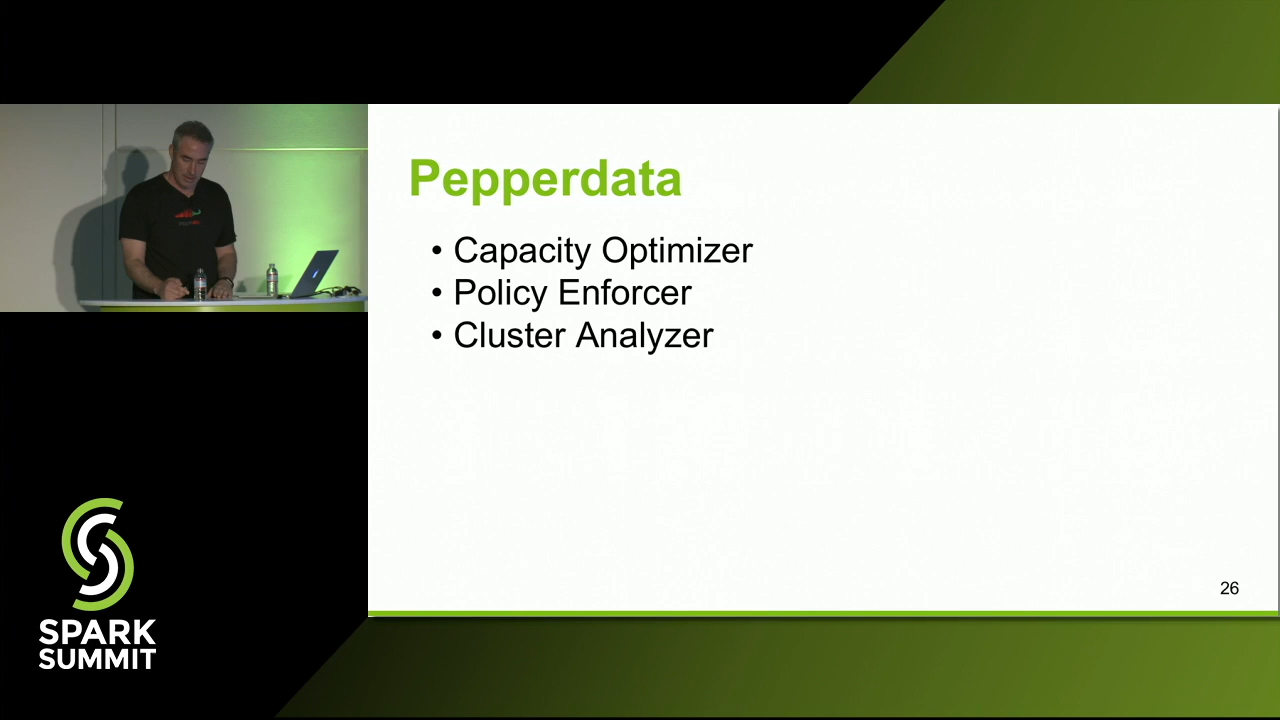 Pepperdata
• Capacity Optimizer
• Policy Enforcer
• Cluster Analyzer
26
SPARK
SUMMIT